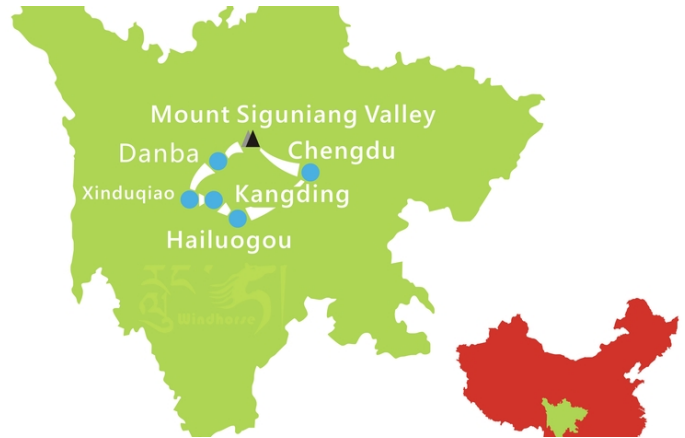 Mount Siguniang Valley
Danba
Chengdu
Xinduqiao
Kangding
Hailuogou
Windhorse